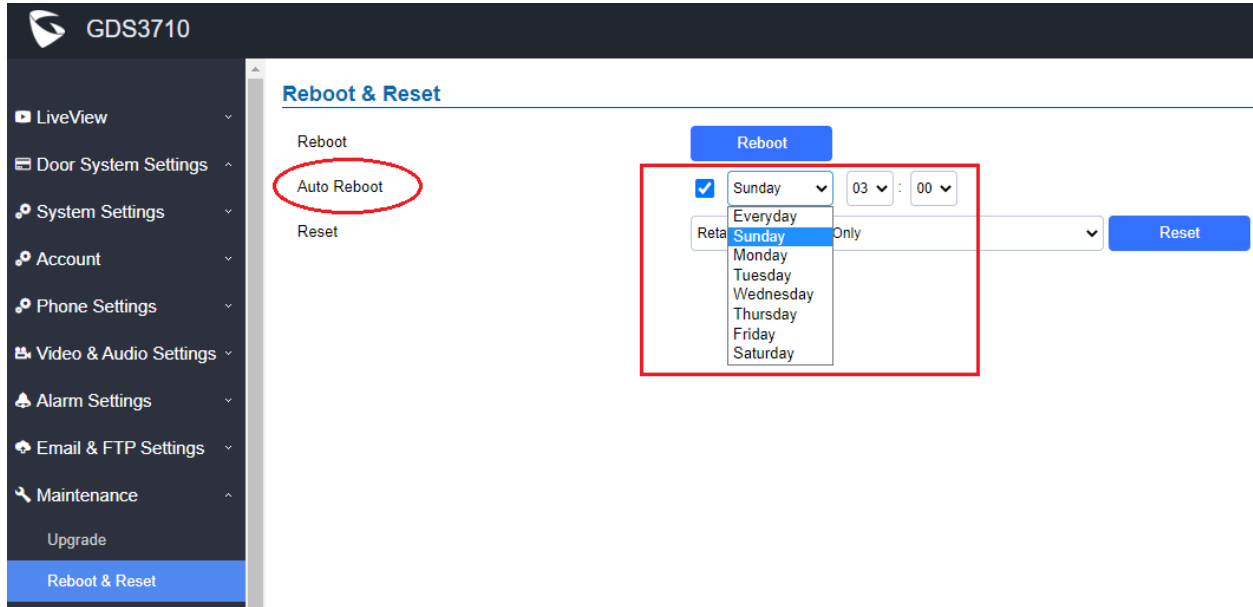 GDS3710
LiveView
Door System Settings
System Settings
Account
Phone Settings
Video & Audio Settings
Alarm Settings
Email & FTP Settings
Maintenance
Upgrade
Reboot & Reset
Reboot & Reset
Reboot
Reboot
Auto Reboot
Sunday
03 : 00
Reset
Reta
Only
Reset
Everyday
Sunday
Monday
Tuesday
Wednesday
Thursday
Friday
Saturday